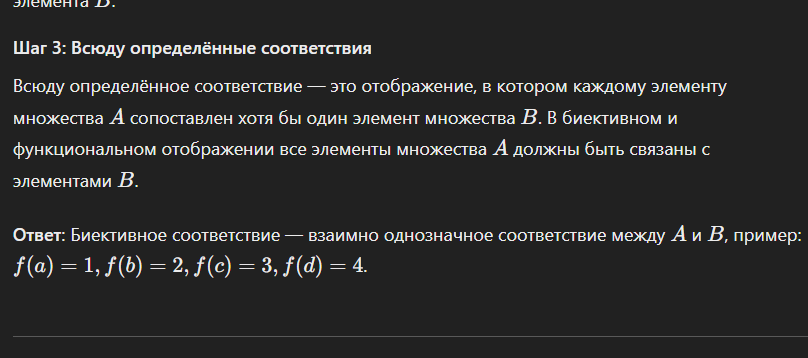 элемента B.
Шаг 3: Всюду определённые соответствия
Всюду определённое соответствие — это отображение, в котором каждому элементу
множества A сопоставлен хотя бы один элемент множества B. В биективном и
функциональном отображении все элементы множества A должны быть связаны с
элементами B.
Ответ: Биективное соответствие — взаимно однозначное соответствие между A и B, пример:
f(a) = 1, f(b) = 2, f(c) = 3, f(d) = 4.